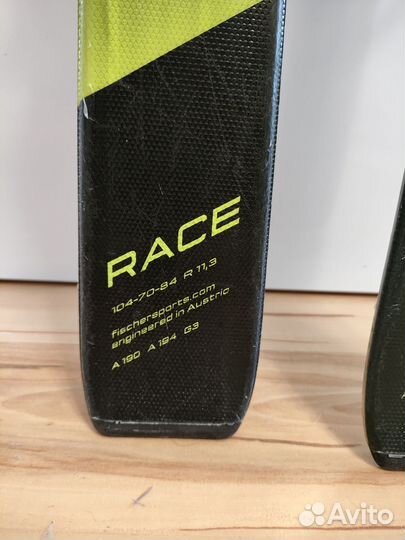 RACE
104-70-84 R 11,3
fischersports.com
engineered in Austria
A190 A194 G3
Avito